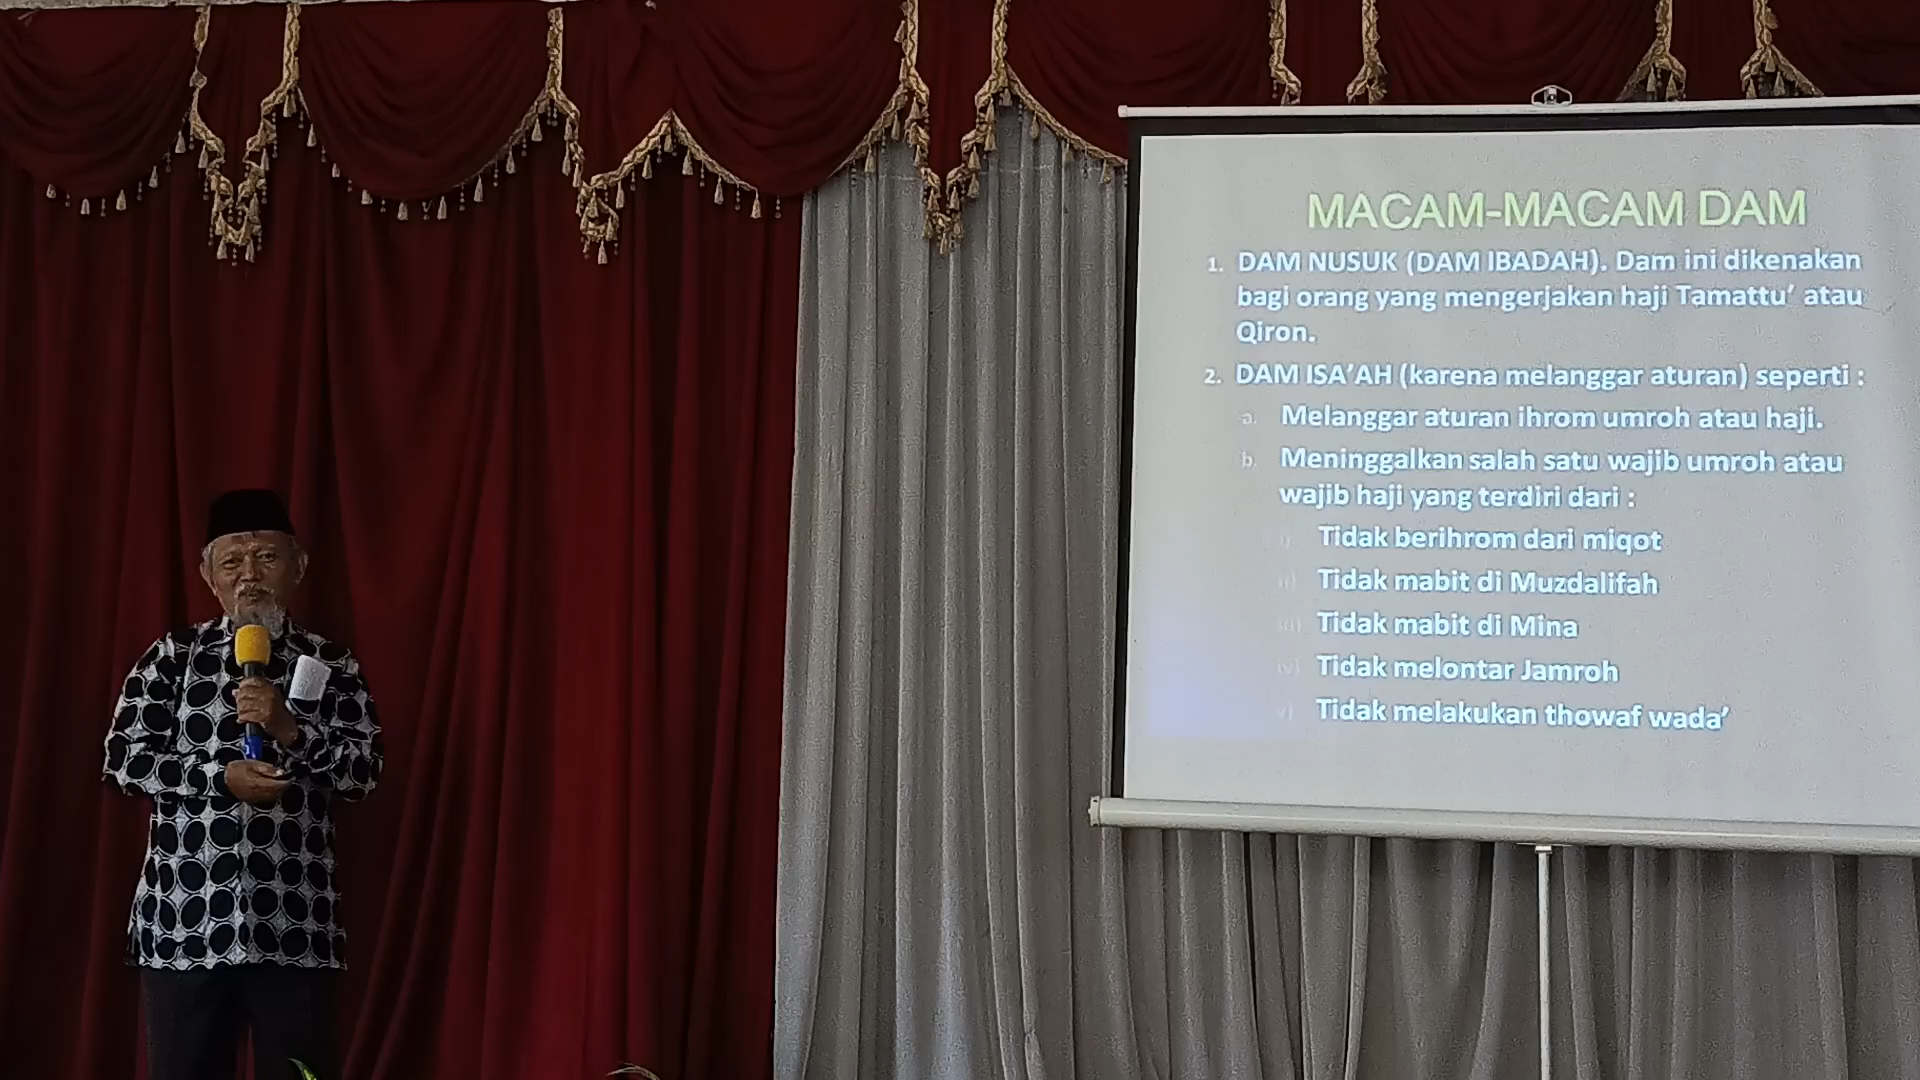 MACAM-MACAM DAM
1. DAM NUSUK (DAM IBADAH). Dam ini dikenakan
bagi orang yang mengerjakan haji Tamattu’ atau
Qiron.
2. DAM ISA’AH (karena melanggar aturan) seperti :
a. Melanggar aturan ihrom umroh atau haji.
b. Meninggalkan salah satu wajib umroh atau
wajib haji yang terdiri dari :
i) Tidak berihrom dari miqot
ii) Tidak mabit di Muzdalifah
iii) Tidak mabit di Mina
iv) Tidak melontar Jamroh
v) Tidak melakukan thowaf wada’